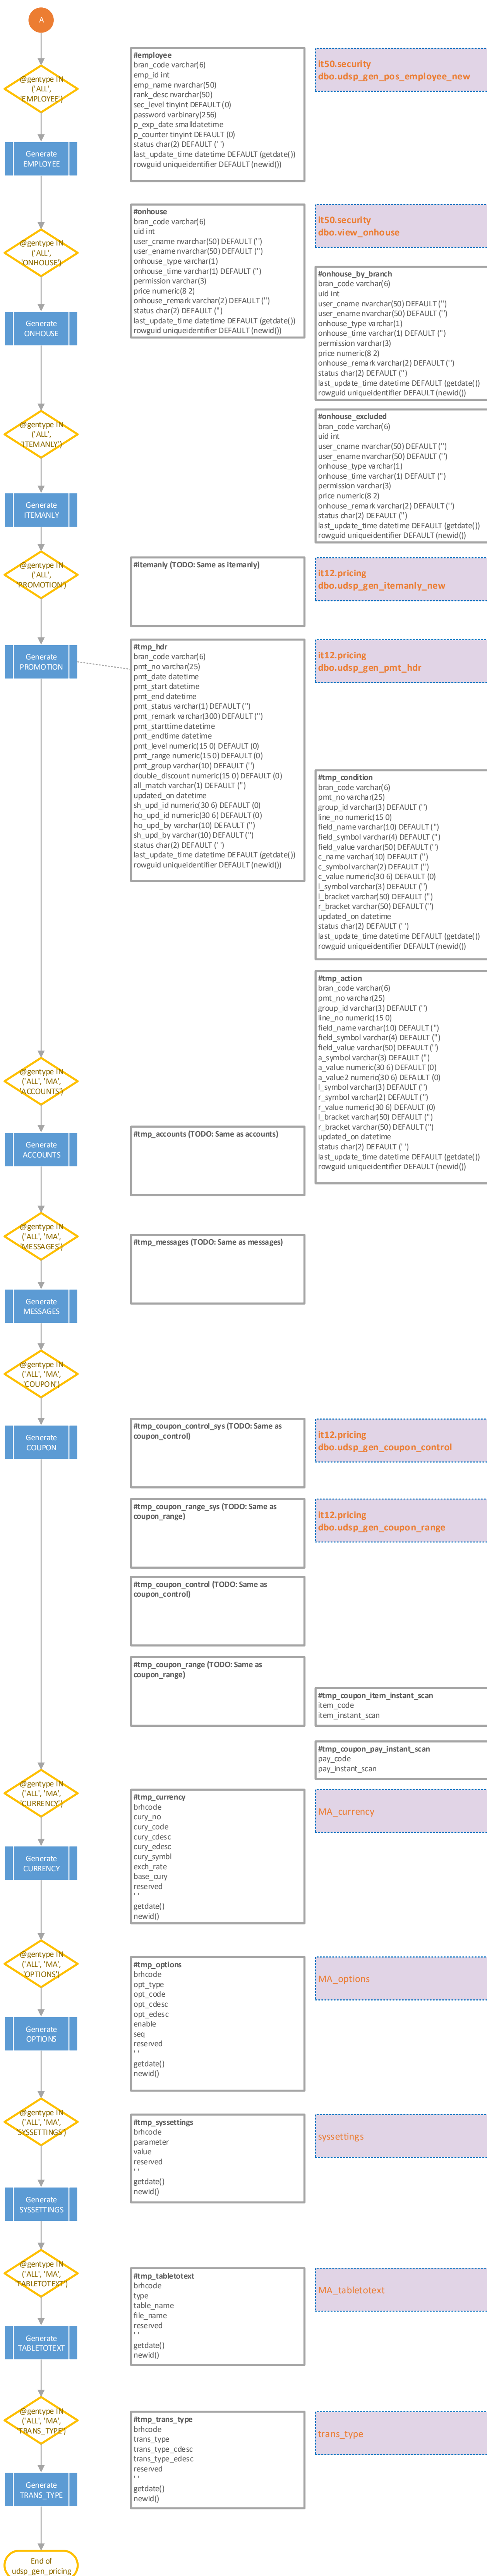 A
@gentype IN
('ALL',
'EMPLOYEE')
Generate
EMPLOYEE
#employee
bran_code varchar(6)
emp_id int
emp_name nvarchar(50)
rank_desc nvarchar(50)
sec_level tinyint DEFAULT (0)
password varbinary(256)
p_exp_date smalldatetime
p_counter tinyint DEFAULT (0)
status char(2) DEFAULT (' ')
last_update_time datetime DEFAULT (getdate())
rowguid uniqueidentifier DEFAULT (newid())
it50.security
dbo.udsp_gen_pos_employee_new
@gentype IN
('ALL',
'ONHOUSE')
Generate
ONHOUSE
#onhouse
bran_code varchar(6)
uid int
user_cname nvarchar(50) DEFAULT ('')
user_ename nvarchar(50) DEFAULT ('')
onhouse_type varchar(1)
onhouse_time varchar(1) DEFAULT ('')
permission varchar(3)
price numeric(8 2)
onhouse_remark varchar(2) DEFAULT ('')
status char(2) DEFAULT ('')
last_update_time datetime DEFAULT (getdate())
rowguid uniqueidentifier DEFAULT (newid())
it50.security
dbo.view_onhouse
#onhouse_by_branch
bran_code varchar(6)
uid int
user_cname nvarchar(50) DEFAULT ('')
user_ename nvarchar(50) DEFAULT ('')
onhouse_type varchar(1)
onhouse_time varchar(1) DEFAULT ('')
permission varchar(3)
price numeric(8 2)
onhouse_remark varchar(2) DEFAULT ('')
status char(2) DEFAULT ('')
last_update_time datetime DEFAULT (getdate())
rowguid uniqueidentifier DEFAULT (newid())
#onhouse_excluded
bran_code varchar(6)
uid int
user_cname nvarchar(50) DEFAULT ('')
user_ename nvarchar(50) DEFAULT ('')
onhouse_type varchar(1)
onhouse_time varchar(1) DEFAULT ('')
permission varchar(3)
price numeric(8 2)
onhouse_remark varchar(2) DEFAULT ('')
status char(2) DEFAULT ('')
last_update_time datetime DEFAULT (getdate())
rowguid uniqueidentifier DEFAULT (newid())
@gentype IN
('ALL',
'ITEMANLY')
Generate
ITEMANLY
@gentype IN
('ALL',
'PROMOTION')
#itemanly (TODO: Same as itemanly)
it12.pricing
dbo.udsp_gen_itemanly_new
Generate
PROMOTION
#tmp_hdr
bran_code varchar(6)
pmt_no varchar(25)
pmt_date datetime
pmt_start datetime
pmt_end datetime
pmt_status varchar(1) DEFAULT ('')
pmt_remark varchar(300) DEFAULT ('')
pmt_starttime datetime
pmt_endtime datetime
pmt_level numeric(15 0) DEFAULT (0)
pmt_range numeric(15 0) DEFAULT (0)
pmt_group varchar(10) DEFAULT ('')
double_discount numeric(15 0) DEFAULT (0)
all_match varchar(1) DEFAULT ('')
updated_on datetime
sh_upd_id numeric(30 6) DEFAULT (0)
ho_upd_id numeric(30 6) DEFAULT (0)
ho_upd_by varchar(10) DEFAULT ('')
sh_upd_by varchar(10) DEFAULT ('')
status char(2) DEFAULT (' ')
last_update_time datetime DEFAULT (getdate())
rowguid uniqueidentifier DEFAULT (newid())
it12.pricing
dbo.udsp_gen_pmt_hdr
#tmp_condition
bran_code varchar(6)
pmt_no varchar(25)
group_id varchar(3) DEFAULT ('')
line_no numeric(15 0)
field_name varchar(10) DEFAULT ('')
field_symbol varchar(4) DEFAULT ('')
field_value varchar(50) DEFAULT ('')
c_name varchar(10) DEFAULT ('')
c_symbol varchar(2) DEFAULT ('')
c_value numeric(30 6) DEFAULT (0)
l_symbol varchar(3) DEFAULT ('')
l_bracket varchar(50) DEFAULT ('')
r_bracket varchar(50) DEFAULT ('')
updated_on datetime
status char(2) DEFAULT (' ')
last_update_time datetime DEFAULT (getdate())
rowguid uniqueidentifier DEFAULT (newid())
#tmp_action
bran_code varchar(6)
pmt_no varchar(25)
group_id varchar(3) DEFAULT ('')
line_no numeric(15 0)
field_name varchar(10) DEFAULT ('')
field_symbol varchar(4) DEFAULT ('')
field_value varchar(50) DEFAULT ('')
a_symbol varchar(3) DEFAULT ('')
a_value numeric(30 6) DEFAULT (0)
a_value2 numeric(30 6) DEFAULT (0)
l_symbol varchar(3) DEFAULT ('')
r_symbol varchar(2) DEFAULT ('')
r_value numeric(30 6) DEFAULT (0)
l_bracket varchar(50) DEFAULT ('')
r_bracket varchar(50) DEFAULT ('')
updated_on datetime
status char(2) DEFAULT (' ')
last_update_time datetime DEFAULT (getdate())
rowguid uniqueidentifier DEFAULT (newid())
@gentype IN
('ALL', 'MA',
'ACCOUNTS')
Generate
ACCOUNTS
#tmp_accounts (TODO: Same as accounts)
@gentype IN
('ALL', 'MA',
'MESSAGES')
Generate
MESSAGES
#tmp_messages (TODO: Same as messages)
@gentype IN
('ALL', 'MA',
'COUPON')
Generate
COUPON
#tmp_coupon_control_sys (TODO: Same as
coupon_control)
it12.pricing
dbo.udsp_gen_coupon_control
#tmp_coupon_range_sys (TODO: Same as
coupon_range)
it12.pricing
dbo.udsp_gen_coupon_range
#tmp_coupon_control (TODO: Same as
coupon_control)
#tmp_coupon_range (TODO: Same as
coupon_range)
#tmp_coupon_item_instant_scan
item_code
item_instant_scan
#tmp_coupon_pay_instant_scan
pay_code
pay_instant_scan
@gentype IN
('ALL', 'MA',
'CURRENCY')
Generate
CURRENCY
#tmp_currency
brhcode
cury_no
cury_code
cury_cdesc
cury_edesc
cury_symbl
exch_rate
base_cury
reserved
' '
getdate()
newid()
MA_currency
@gentype IN
('ALL', 'MA',
'OPTIONS')
Generate
OPTIONS
#tmp_options
brhcode
opt_type
opt_code
opt_cdesc
opt_edesc
enable
seq
reserved
' '
getdate()
newid()
MA_options
@gentype IN
('ALL', 'MA',
'SYSSETTINGS')
Generate
SYSSETTINGS
#tmp_syssettings
brhcode
parameter
value
reserved
' '
getdate()
newid()
syssettings
@gentype IN
('ALL', 'MA',
'TABLETOTEXT')
Generate
TABLETOTEXT
#tmp_tabletotext
brhcode
type
table_name
file_name
reserved
' '
getdate()
newid()
MA_tabletotext
@gentype IN
('ALL', 'MA',
'TRANS_TYPE')
Generate
TRANS_TYPE
#tmp_trans_type
brhcode
trans_type
trans_type_cdesc
trans_type_edesc
reserved
' '
getdate()
newid()
trans_type
End of
udsp_gen_pricing